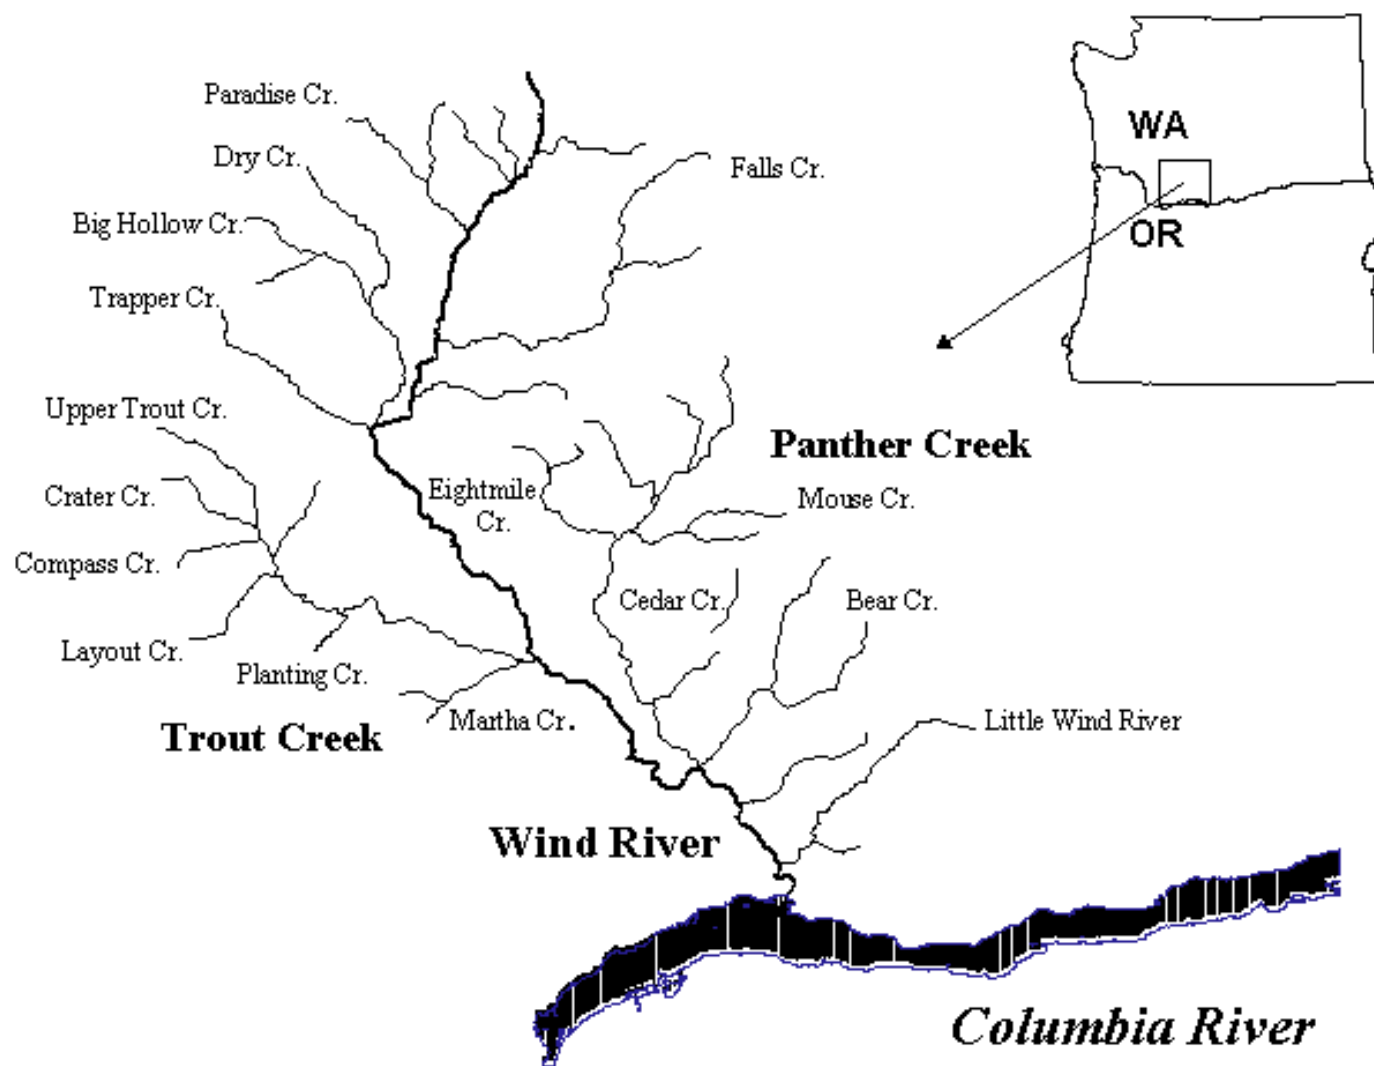 Paradise Cr.
WA
Dry Cr.
Falls Cr.
Big Hollow Cr.
OR
Trapper Cr.
Upper Trout Cr.
Panther Creek
Eightmile
Cr.
Crater Cr.
Mouse Cr.
Compass Cr.
Cedar Cr.
Bear Cr.
Layout Cr.
Planting Cr.
Martha Cr.
Little Wind River
Trout Creek
Wind River
Columbia River